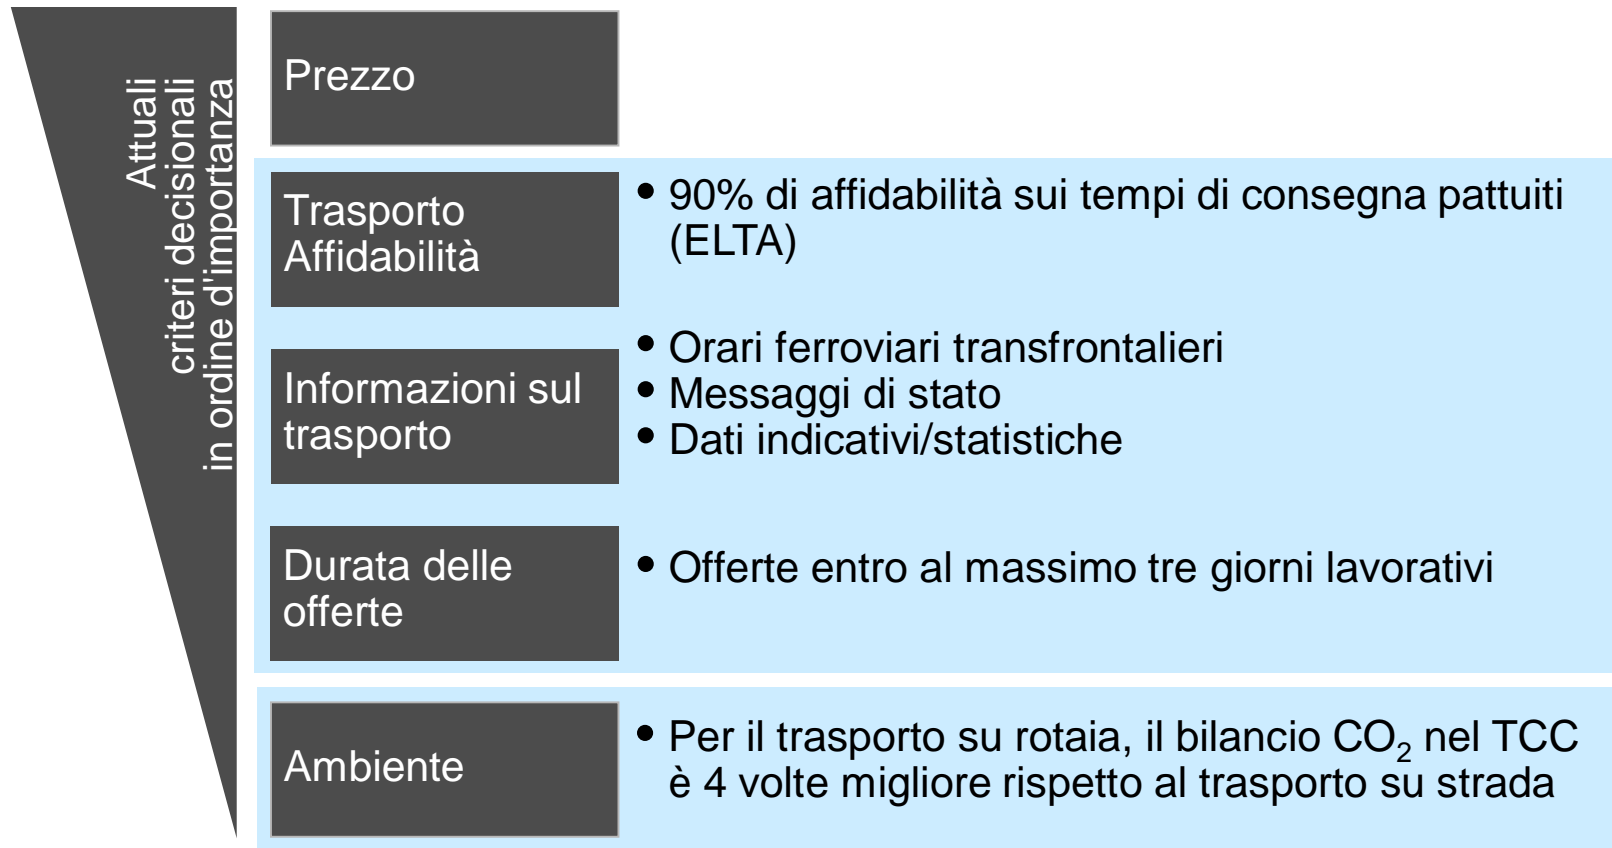 Attuali
criteri decisionali
in ordine d'importanza
Prezzo
Trasporto
Affidabilità
• 90% di affidabilità sui tempi di consegna pattuiti
(ELTA)
Informazioni sul
trasporto
• Orari ferroviari transfrontalieri
• Messaggi di stato
• Dati indicativi/statistiche
Durata delle
offerte
• Offerte entro al massimo tre giorni lavorativi
Ambiente
• Per il trasporto su rotaia, il bilancio CO₂ nel TCC
è 4 volte migliore rispetto al trasporto su strada